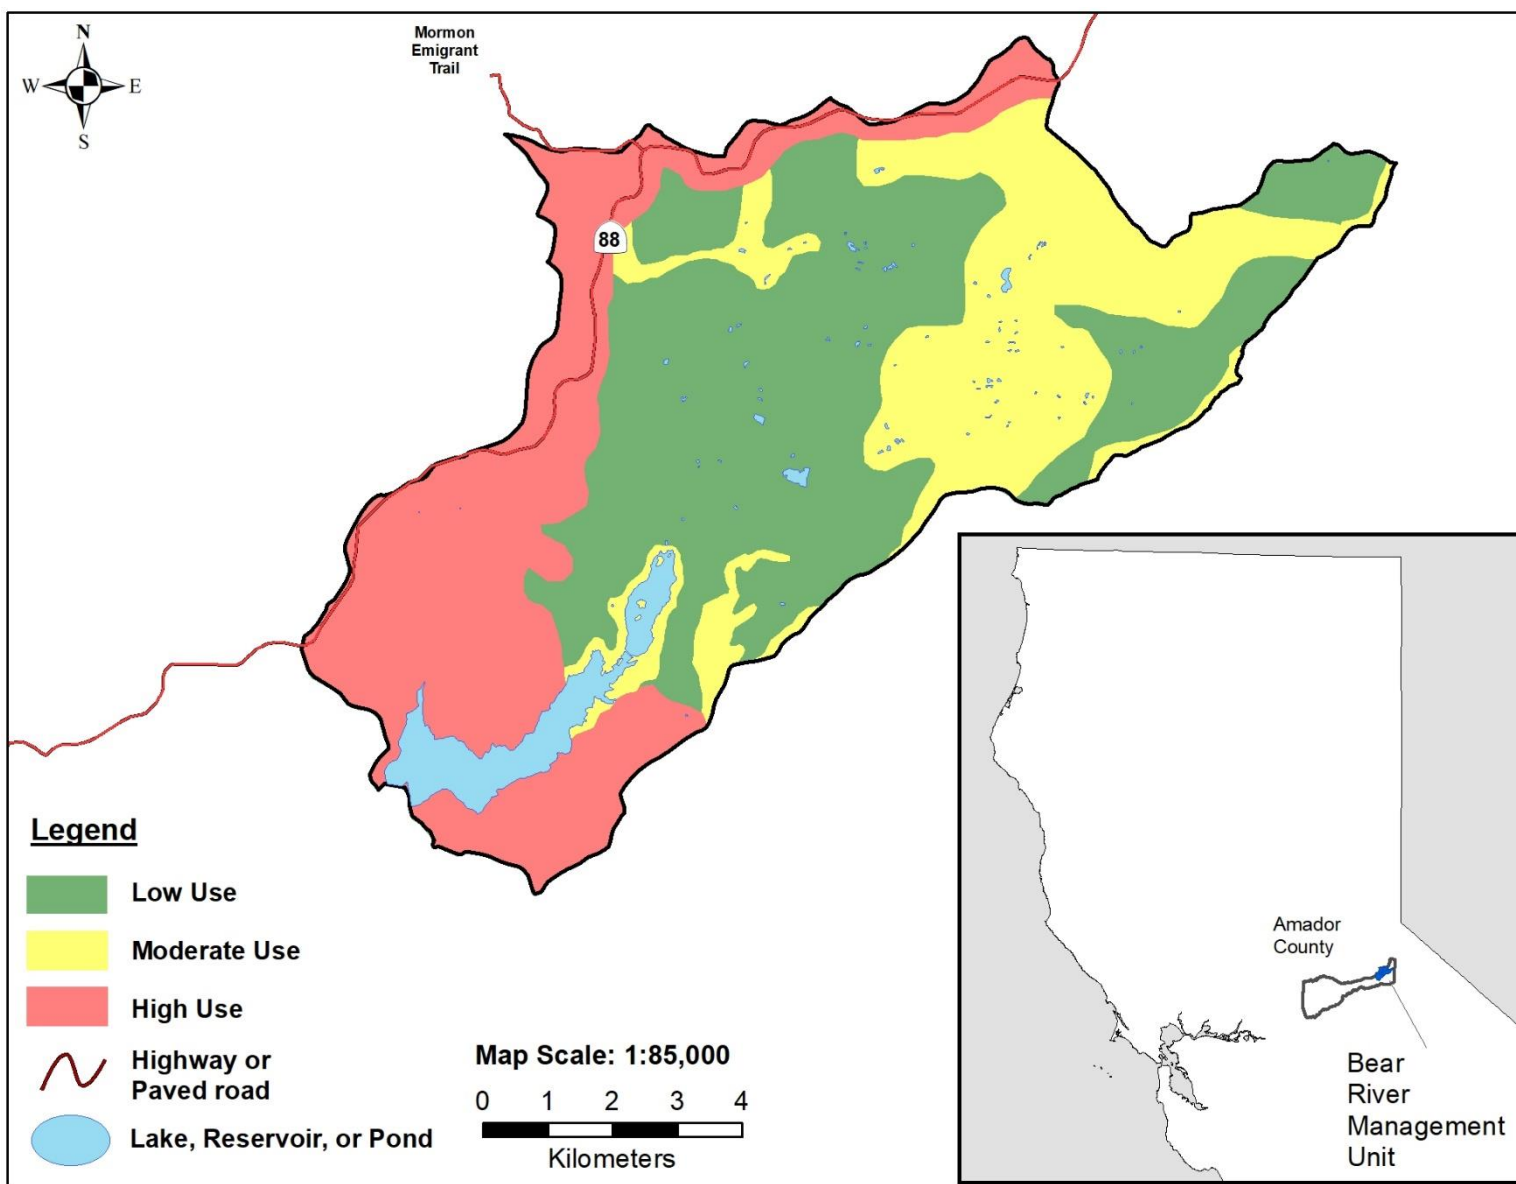 N
W
E
S
Mormon
Emigrant
Trail
88
Legend
Low Use
Moderate Use
High Use
Highway or
Paved road
Lake, Reservoir, or Pond
Map Scale: 1:85,000
0 1 2 3 4
Kilometers
Amador
County
Bear
River
Management
Unit